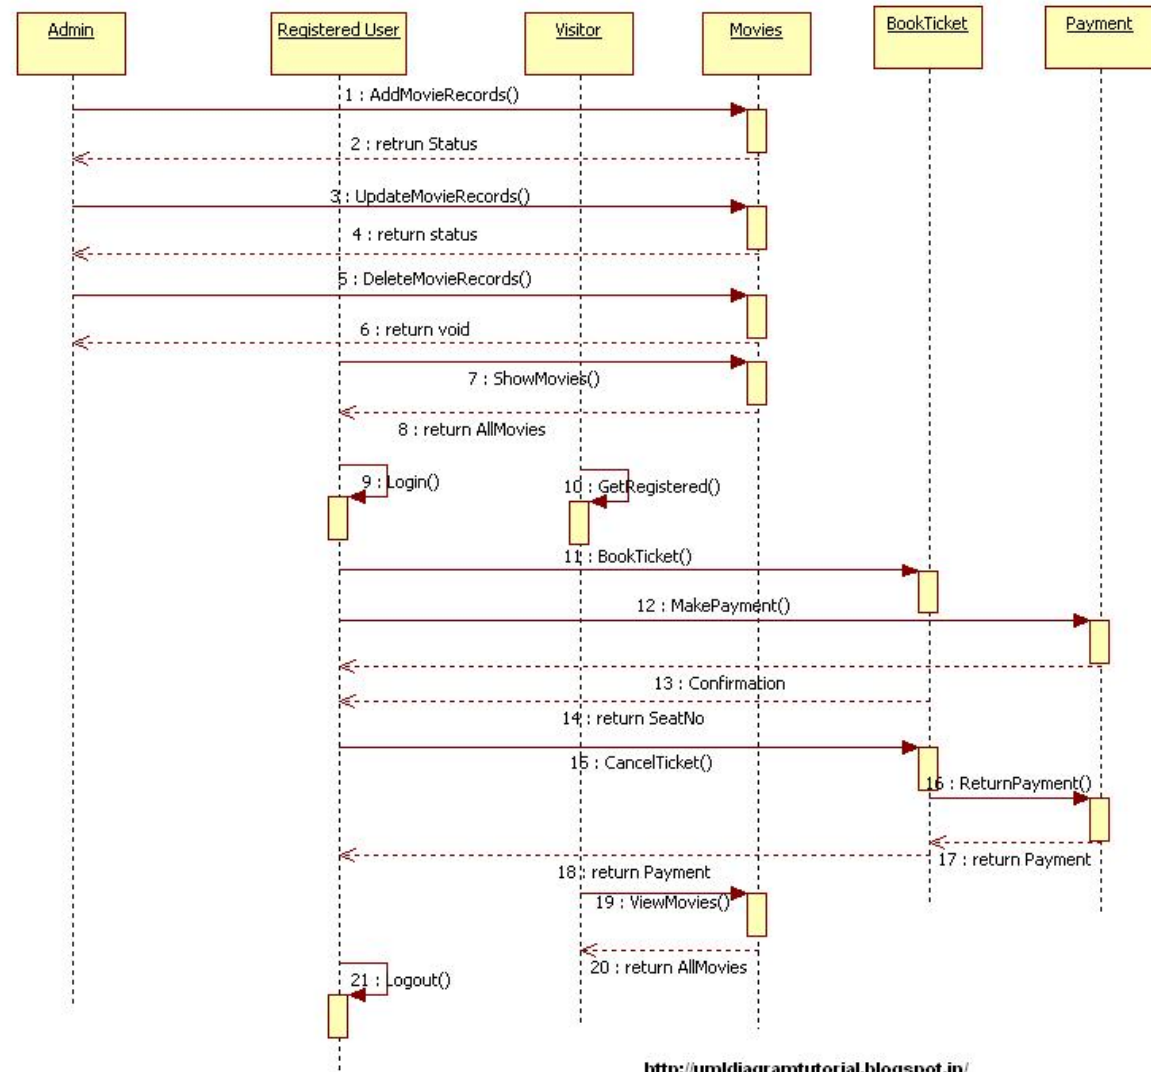 Admin
Registered User
Visitor
Movies
BookTicket
Payment
1 : AddMovieRecords()
2 : retrun Status
3 : UpdateMovieRecords()
4 : return status
5 : DeleteMovieRecords()
6 : return void
7 : ShowMovies()
8 : return AllMovies
9 : Login()
10 : GetRegistered()
11 : BookTicket()
12 : MakePayment()
13 : Confirmation
14 : return SeatNo
15 : CancelTicket()
16 : ReturnPayment()
17 : return Payment
18 : return Payment
19 : ViewMovies()
20 : return AllMovies
21 : Logout()
http://umldiagramtutorial.blogspot.in/